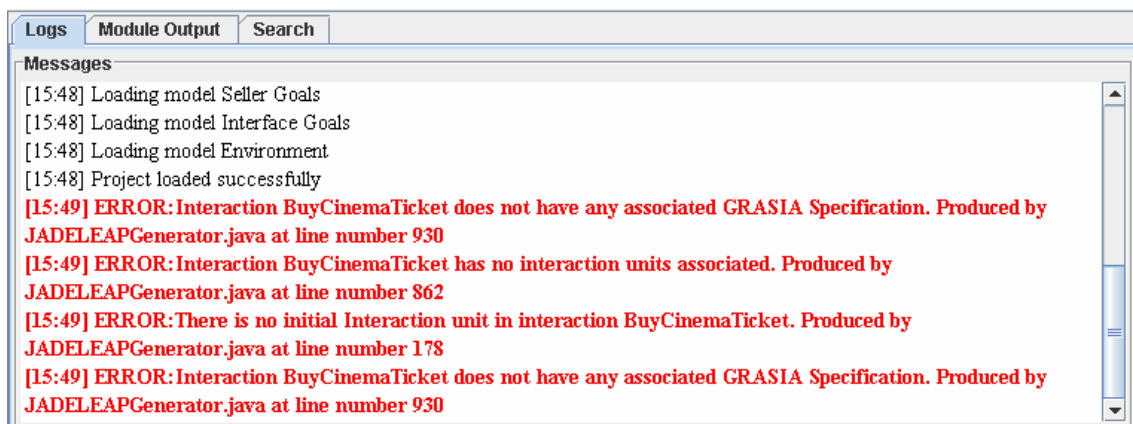 Logs Module Output Search
Messages
[15:48] Loading model Seller Goals
[15:48] Loading model Interface Goals
[15:48] Loading model Environment
[15:48] Project loaded successfully
[15:49] ERROR:Interaction BuyCinemaTicket does not have any associated GRASIA Specification. Produced by
JADELEAPGenerator.java at line number 930
[15:49] ERROR:Interaction BuyCinemaTicket has no interaction units associated. Produced by
JADELEAPGenerator.java at line number 862
[15:49] ERROR:There is no initial Interaction unit in interaction BuyCinemaTicket. Produced by
JADELEAPGenerator.java at line number 178
[15:49] ERROR:Interaction BuyCinemaTicket does not have any associated GRASIA Specification. Produced by
JADELEAPGenerator.java at line number 930